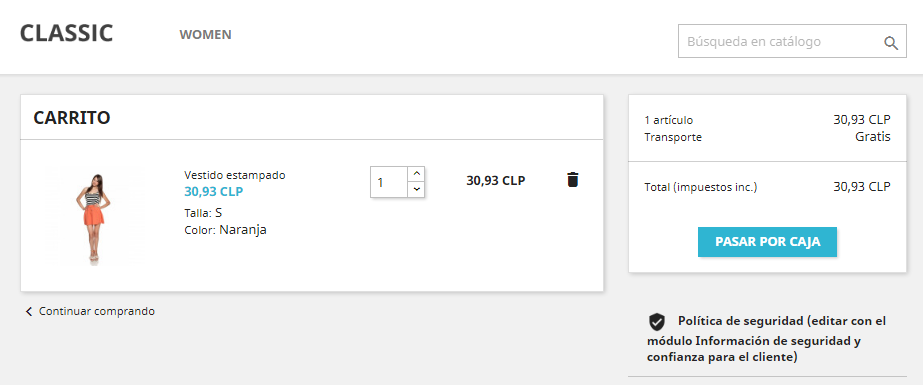 CLASSIC
WOMEN
Búsqueda en catálogo
CARRITO
Vestido estampado
30,93 CLP
Talla: S
Color: Naranja
1
30,93 CLP
Continuar comprando
1 artículo 30,93 CLP
Transporte Gratis
Total (impuestos inc.) 30,93 CLP
PASAR POR CAJA
Política de seguridad (editar con el
módulo Información de seguridad y
confianza para el cliente)